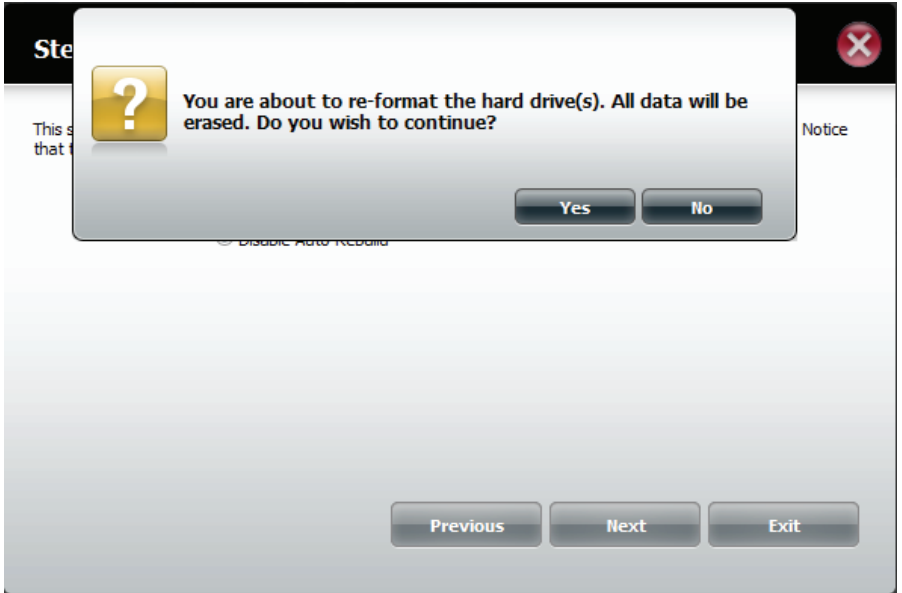 Ste
?
You are about to re-format the hard drive(s). All data will be
erased. Do you wish to continue?
This s
Notice
that t
Yes
No
Disable Auto Rebuild
Previous
Next
Exit